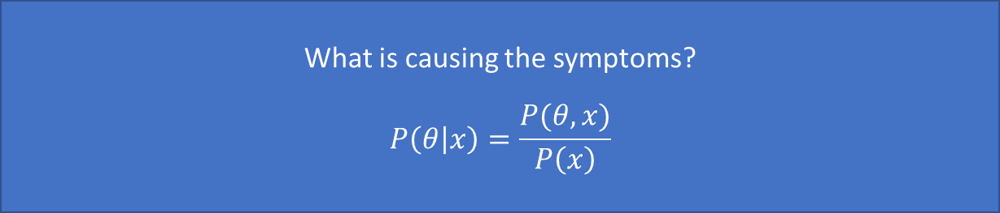 What is causing the symptoms?
𝑃(𝜃|𝑥) = 𝑃(𝜃, 𝑥) / 𝑃(𝑥)